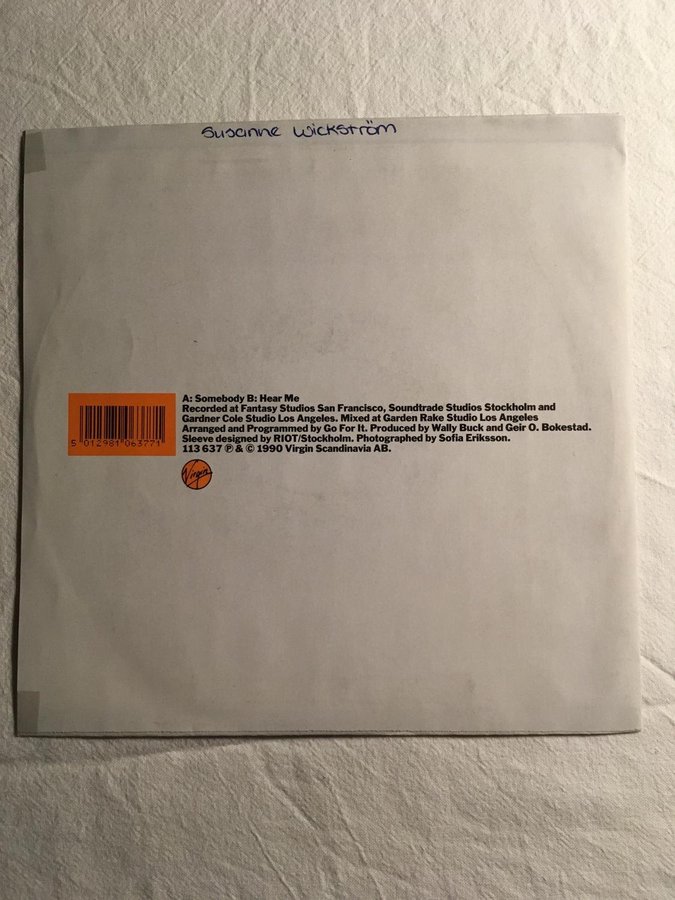 Susanne Wickström
A: Somebody B: Hear Me
Recorded at Fantasy Studios San Francisco, Soundtrade Studios Stockholm and
Gardner Cole Studio Los Angeles. Mixed at Garden Rake Studio Los Angeles
Arranged and Programmed by Go For It. Produced by Wally Buck and Geir O. Bokestad.
Sleeve designed by RIOT/Stockholm. Photographed by Sofia Eriksson.
113 637 ℗ & © 1990 Virgin Scandinavia AB.
5 012981 063771
Virgin